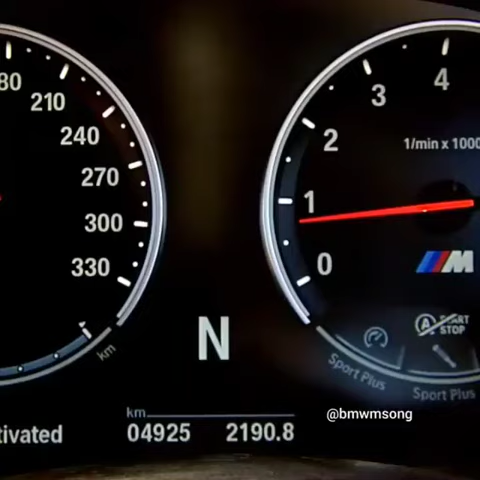 80
210
240
270
300
330
km
tivated
N
km
04925 2190.8
4
3
2
1
0
1/min x 1000
M
A START
STOP
Sport Plus
Sport Plus
@bmwmsong